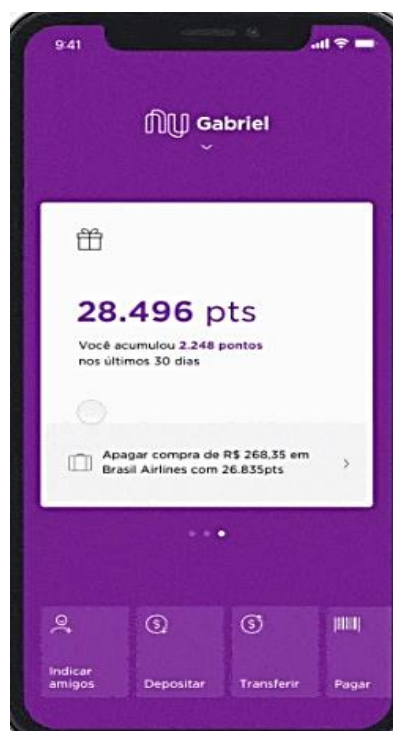 9:41
nu Gabriel
28.496 pts
Você acumulou 2.248 pontos
nos últimos 30 dias
Apagar compra de R$ 268,35 em
Brasil Airlines com 26.835pts
Indicar
amigos
Depositar
Transferir
Pagar